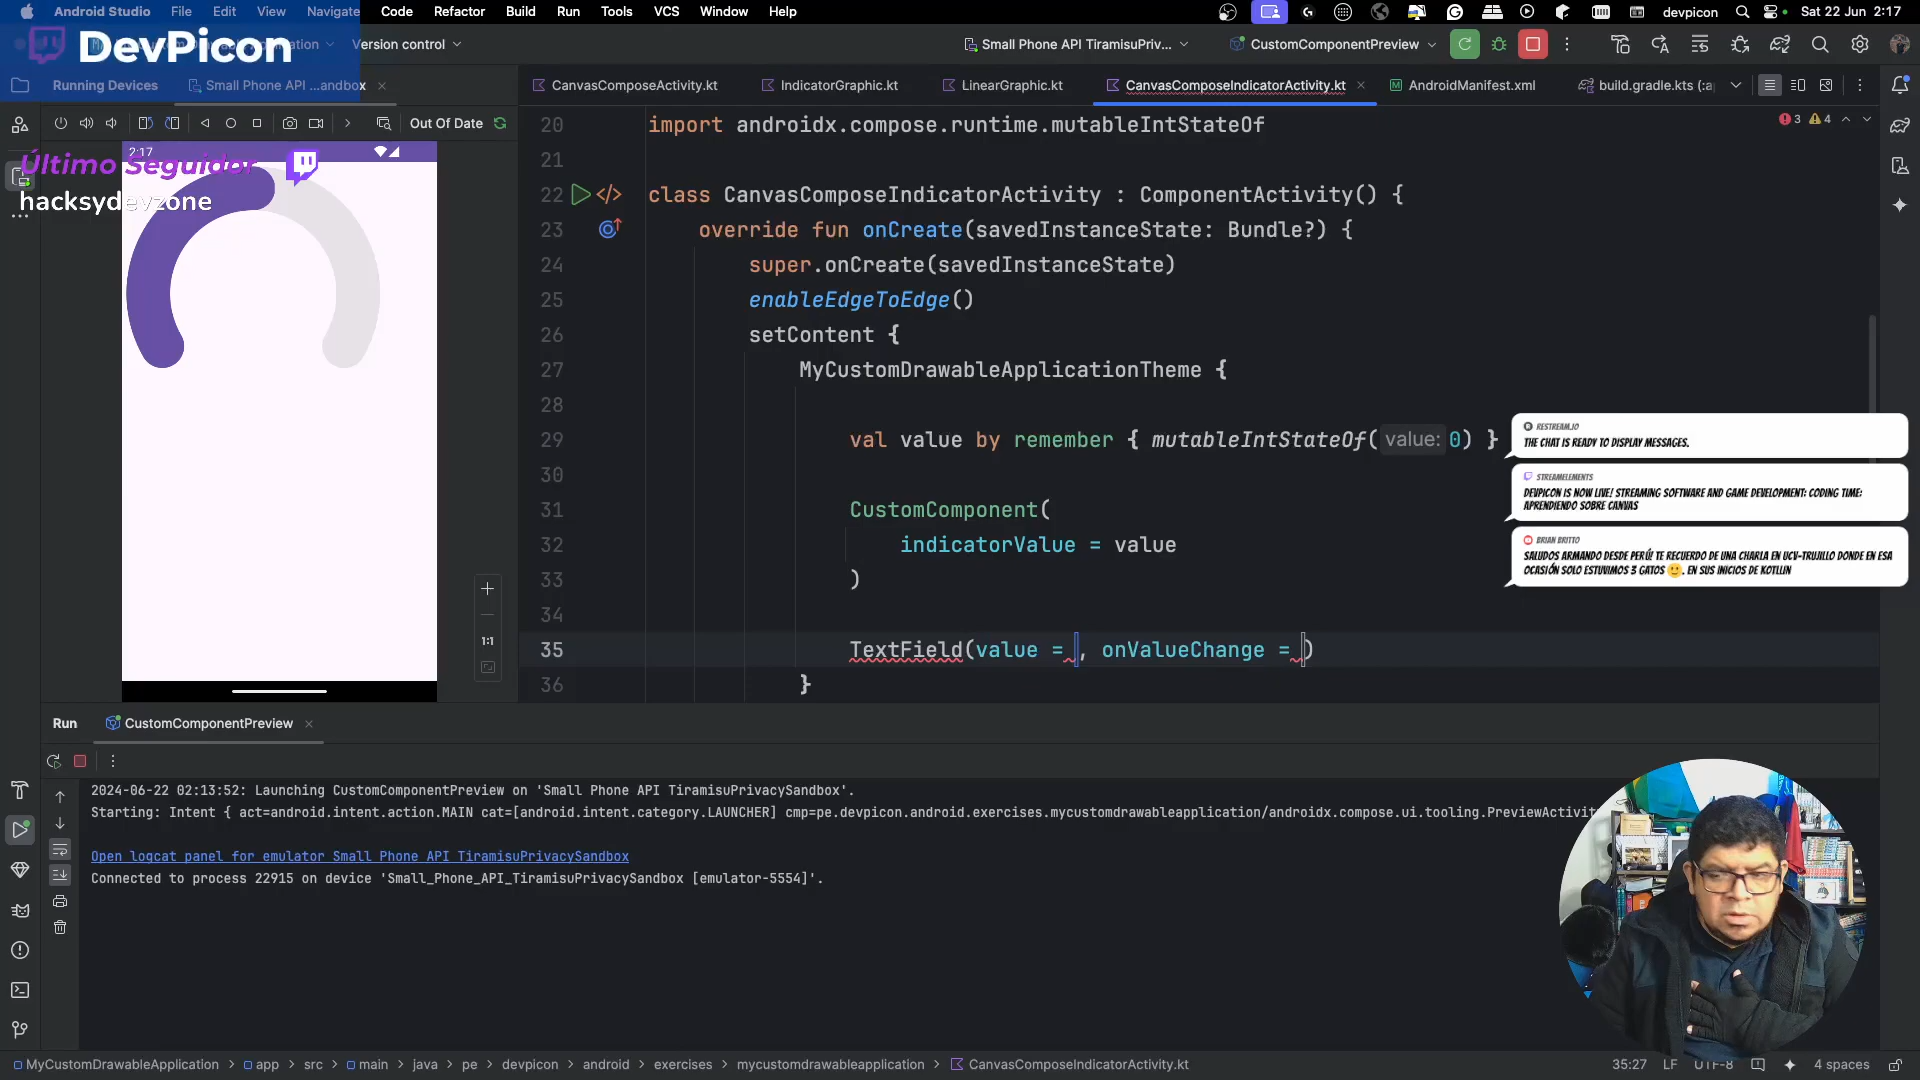 Android Studio File Edit View Navigate Code Refactor Build Run Tools VCS Window Help
devpicon Sat 22 Jun 2:17
DevPicon
Version control
Small Phone API TiramisuPriv...
CustomComponentPreview
Running Devices
Small Phone API ...andbox
CanvasComposeActivity.kt
IndicatorGraphic.kt
LinearGraphic.kt
CanvasComposeIndicatorActivity.kt
AndroidManifest.xml
build.gradle.kts (:a
Out Of Date
3 4
2:17
Último Seguidor
hacksydevzone
1:1
20 import androidx.compose.runtime.mutableIntStateOf
21
22 class CanvasComposeIndicatorActivity : ComponentActivity() {
23 override fun onCreate(savedInstanceState: Bundle?) {
24 super.onCreate(savedInstanceState)
25 enableEdgeToEdge()
26 setContent {
27 MyCustomDrawableApplicationTheme {
28
29 val value by remember { mutableIntStateOf(value: 0) }
30
31 CustomComponent(
32 indicatorValue = value
33 )
34
35 TextField(value = , onValueChange = )
36 }
RESTREAM.IO
THE CHAT IS READY TO DISPLAY MESSAGES.
STREAMELEMENTS
DEVPICON IS NOW LIVE! STREAMING SOFTWARE AND GAME DEVELOPMENT: CODING TIME:
APRENDIENDO SOBRE CANVAS
BRIAN BRITTO
SALUDOS ARMANDO DESDE PERÚ! TE RECUERDO DE UNA CHARLA EN UCV-TRUJILLO DONDE EN ESA
OCASIÓN SOLO ESTUVIMOS 3 GATOS 🙂. EN SUS INICIOS DE KOTLLIN
Run CustomComponentPreview
2024-06-22 02:13:52: Launching CustomComponentPreview on 'Small Phone API TiramisuPrivacySandbox'.
Starting: Intent { act=android.intent.action.MAIN cat=[android.intent.category.LAUNCHER] cmp=pe.devpicon.android.exercises.mycustomdrawableapplication/androidx.compose.ui.tooling.PreviewActivit
Open logcat panel for emulator Small Phone API TiramisuPrivacySandbox
Connected to process 22915 on device 'Small_Phone_API_TiramisuPrivacySandbox [emulator-5554]'.
MyCustomDrawableApplication app src main java pe devpicon android exercises mycustomdrawableapplication CanvasComposeIndicatorActivity.kt
35:27 LF UTF-8 4 spaces